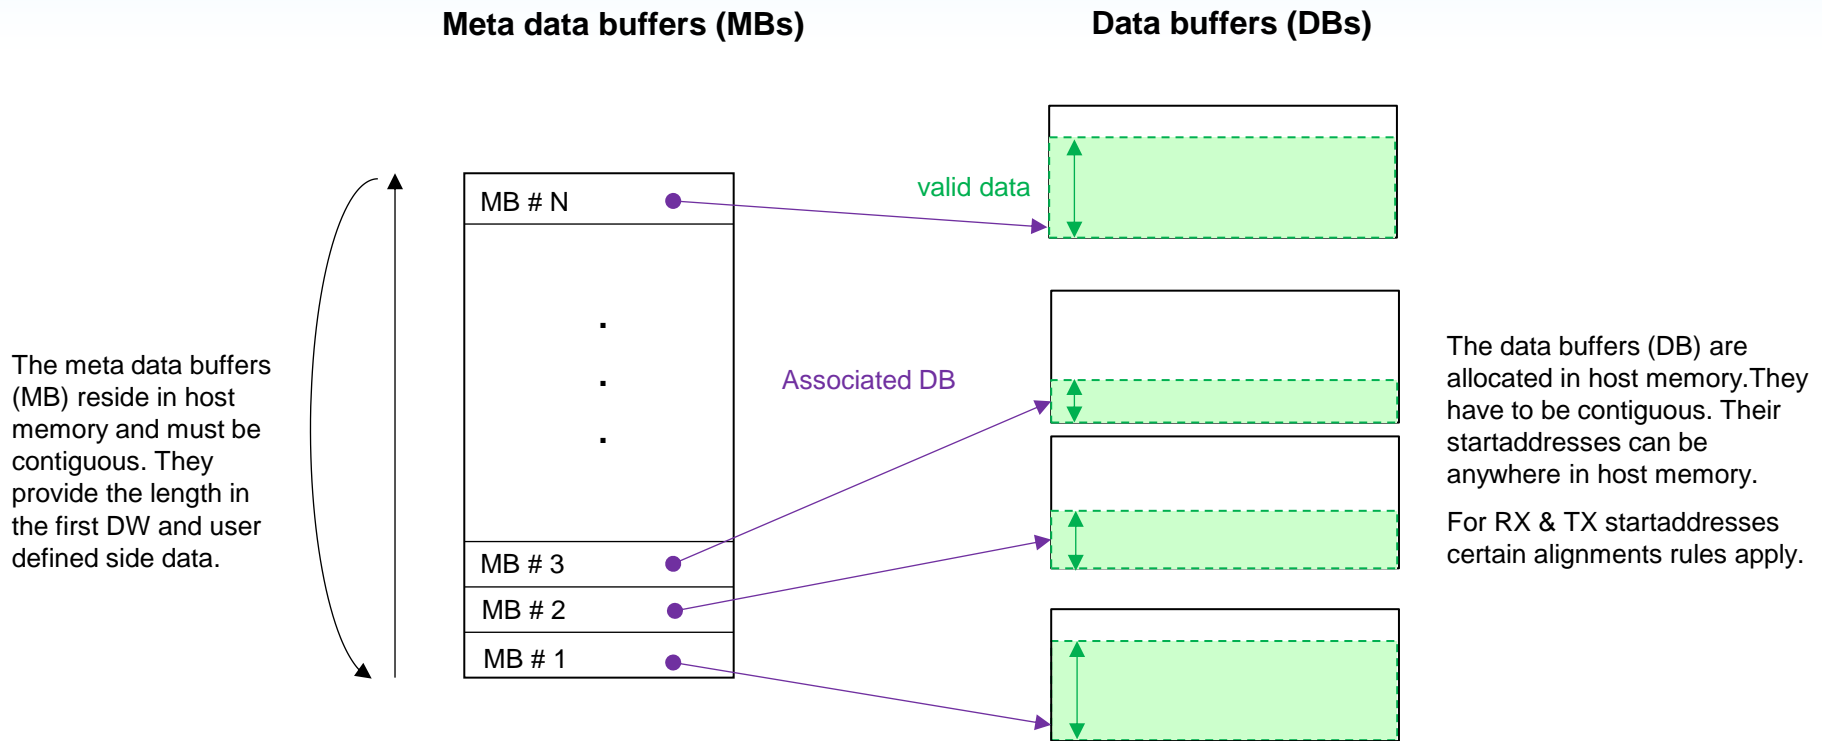 Meta data buffers (MBs)
Data buffers (DBs)
The meta data buffers
(MB) reside in host
memory and must be
contiguous. They
provide the length in
the first DW and user
defined side data.
MB # N
.
.
.
MB # 3
MB # 2
MB # 1
valid data
Associated DB
The data buffers (DB) are
allocated in host memory.They
have to be contiguous. Their
startaddresses can be
anywhere in host memory.
For RX & TX startaddresses
certain alignments rules apply.